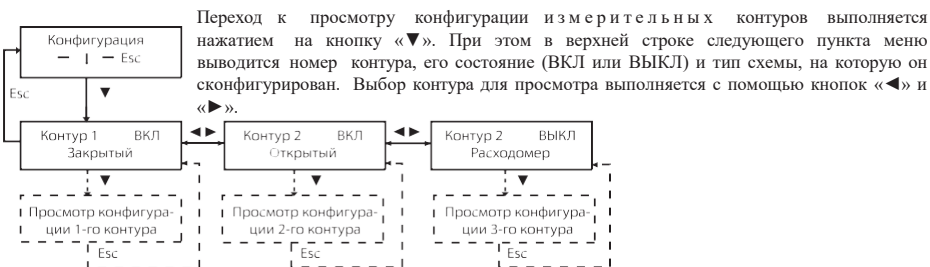 Переход к просмотру конфигурации измерительных контуров выполняется
нажатием на кнопку «▼». При этом в верхней строке следующего пункта меню
выводится номер контура, его состояние (ВКЛ или ВЫКЛ) и тип схемы, на которую он
сконфигурирован. Выбор контура для просмотра выполняется с помощью кнопок «◄» и
«►».
Конфигурация
— | — Esc
Esc
▼
◄► ◄►
Контур 1 ВКЛ
Закрытый
Контур 2 ВКЛ
Открытый
Контур 2 ВЫКЛ
Расходомер
▼ ▼ ▼
Просмотр конфигура-
ции 1-го контура
Просмотр конфигура-
ции 2-го контура
Просмотр конфигура-
ции 3-го контура
Esc Esc Esc